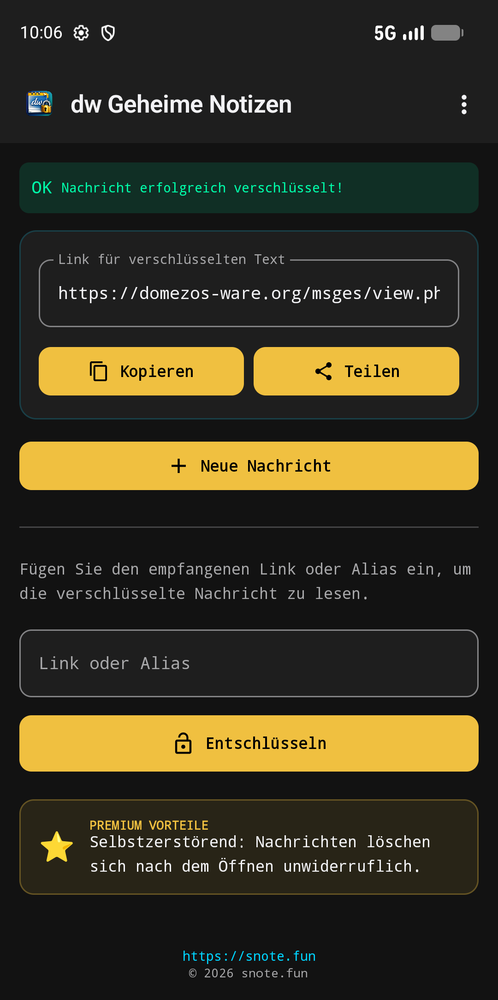 10:06
5G
dw
dw Geheime Notizen
OK Nachricht erfolgreich verschlüsselt!
Link für verschlüsselten Text
https://domezos-ware.org/msges/view.ph
Kopieren
Teilen
Neue Nachricht
Fügen Sie den empfangenen Link oder Alias ein, um
die verschlüsselte Nachricht zu lesen.
Link oder Alias
Entschlüsseln
PREMIUM VORTEILE
Selbstzerstörend: Nachrichten löschen
sich nach dem Öffnen unwiderruflich.
https://snote.fun
© 2026 snote.fun